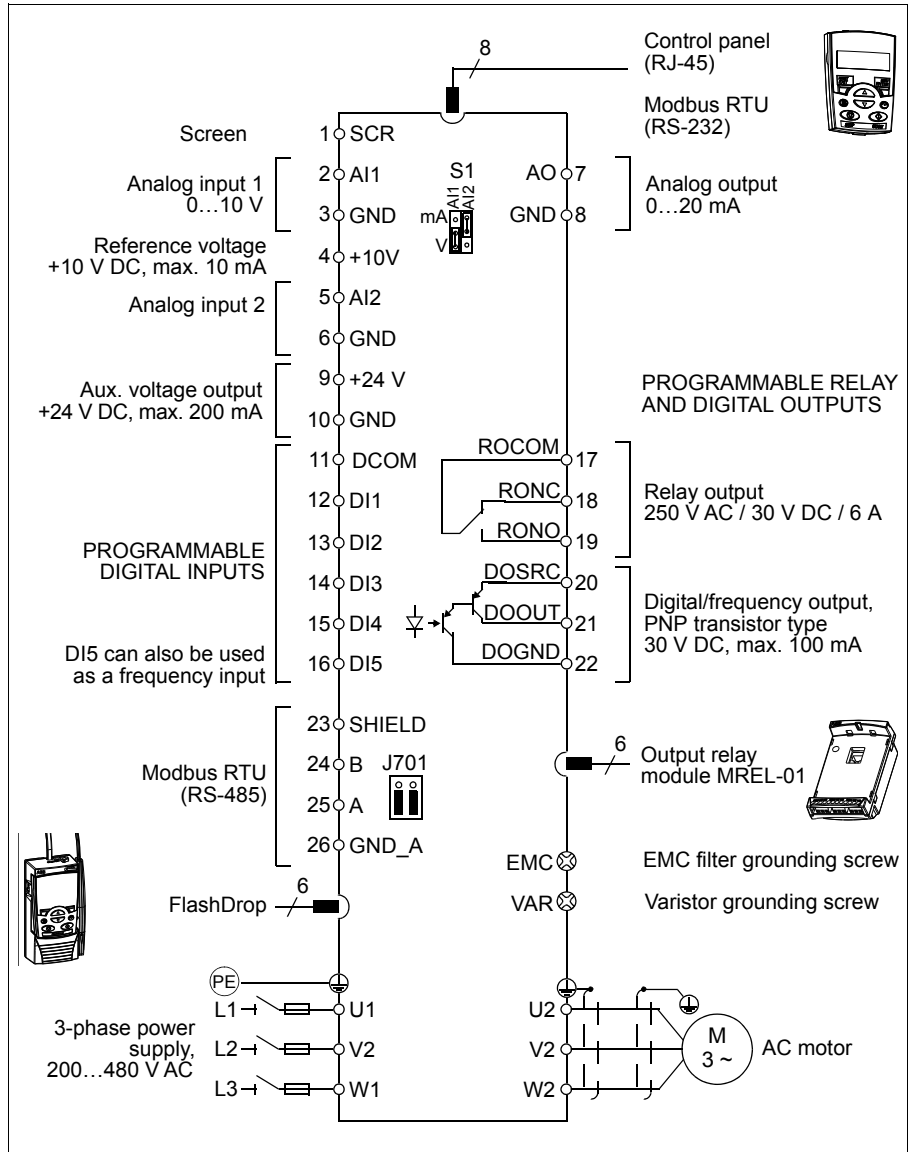 8
Control panel
(RJ-45)
Modbus RTU
(RS-232)
Screen
1 SCR
2 AI1
Analog input 1
0…10 V
3 GND
Reference voltage
+10 V DC, max. 10 mA
4 +10V
5 AI2
Analog input 2
6 GND
9 +24 V
Aux. voltage output
+24 V DC, max. 200 mA
10 GND
S1
AI1
AI2
mA
V
AO 7
GND 8
Analog output
0…20 mA
PROGRAMMABLE RELAY
AND DIGITAL OUTPUTS
11 DCOM
12 DI1
13 DI2
PROGRAMMABLE
DIGITAL INPUTS
14 DI3
15 DI4
16 DI5
DI5 can also be used
as a frequency input
ROCOM 17
RONC 18
RONO 19
Relay output
250 V AC / 30 V DC / 6 A
DOSRC 20
DOOUT 21
DOGND 22
Digital/frequency output,
PNP transistor type
30 V DC, max. 100 mA
23 SHIELD
24 B
25 A
26 GND_A
J701
Modbus RTU
(RS-485)
6
Output relay
module MREL-01
EMC
EMC filter grounding screw
VAR
Varistor grounding screw
FlashDrop
6
PE
L1
U1
L2
V2
L3
W1
3-phase power
supply,
200…480 V AC
U2
V2
W2
M
3 ~
AC motor